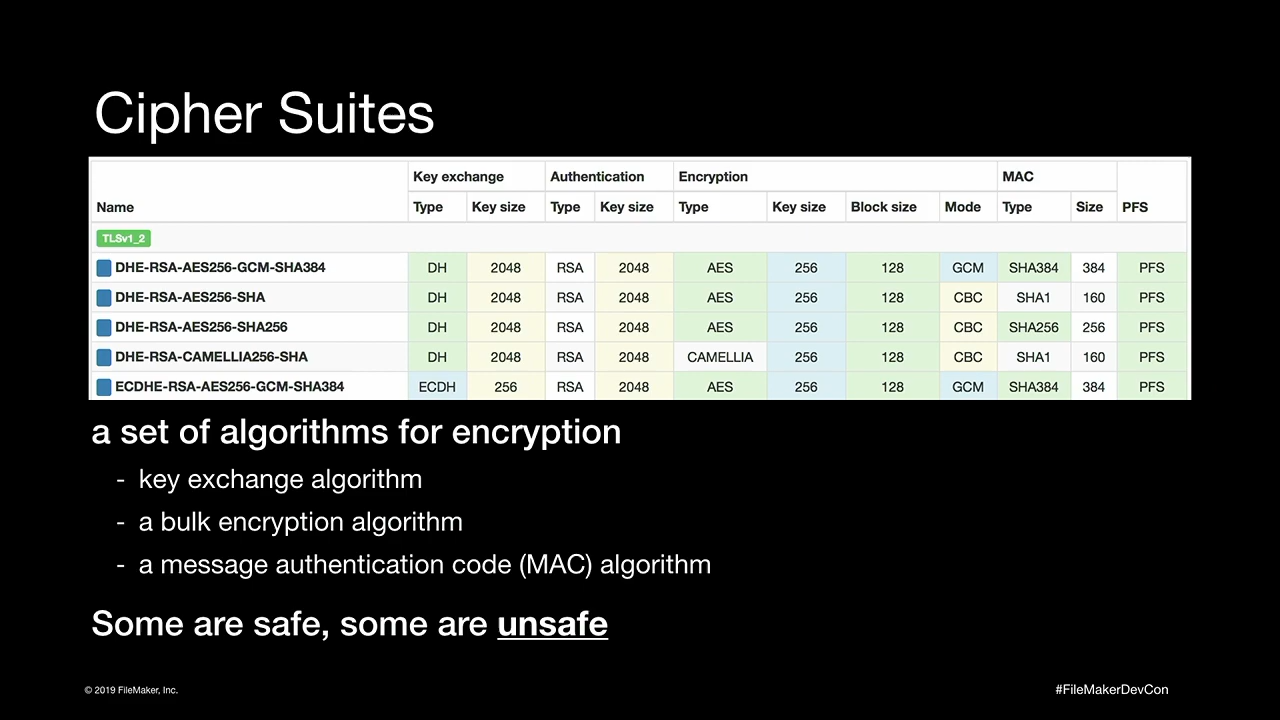 Cipher Suites
Key exchange Authentication Encryption MAC
Name Type Key size Type Key size Type Key size Block size Mode Type Size PFS
TLSv1_2
DHE-RSA-AES256-GCM-SHA384 DH 2048 RSA 2048 AES 256 128 GCM SHA384 384 PFS
DHE-RSA-AES256-SHA DH 2048 RSA 2048 AES 256 128 CBC SHA1 160 PFS
DHE-RSA-AES256-SHA256 DH 2048 RSA 2048 AES 256 128 CBC SHA256 256 PFS
DHE-RSA-CAMELLIA256-SHA DH 2048 RSA 2048 CAMELLIA 256 128 CBC SHA1 160 PFS
ECDHE-RSA-AES256-GCM-SHA384 ECDH 256 RSA 2048 AES 256 128 GCM SHA384 384 PFS
a set of algorithms for encryption
- key exchange algorithm
- a bulk encryption algorithm
- a message authentication code (MAC) algorithm
Some are safe, some are unsafe
© 2019 FileMaker, Inc. #FileMakerDevCon